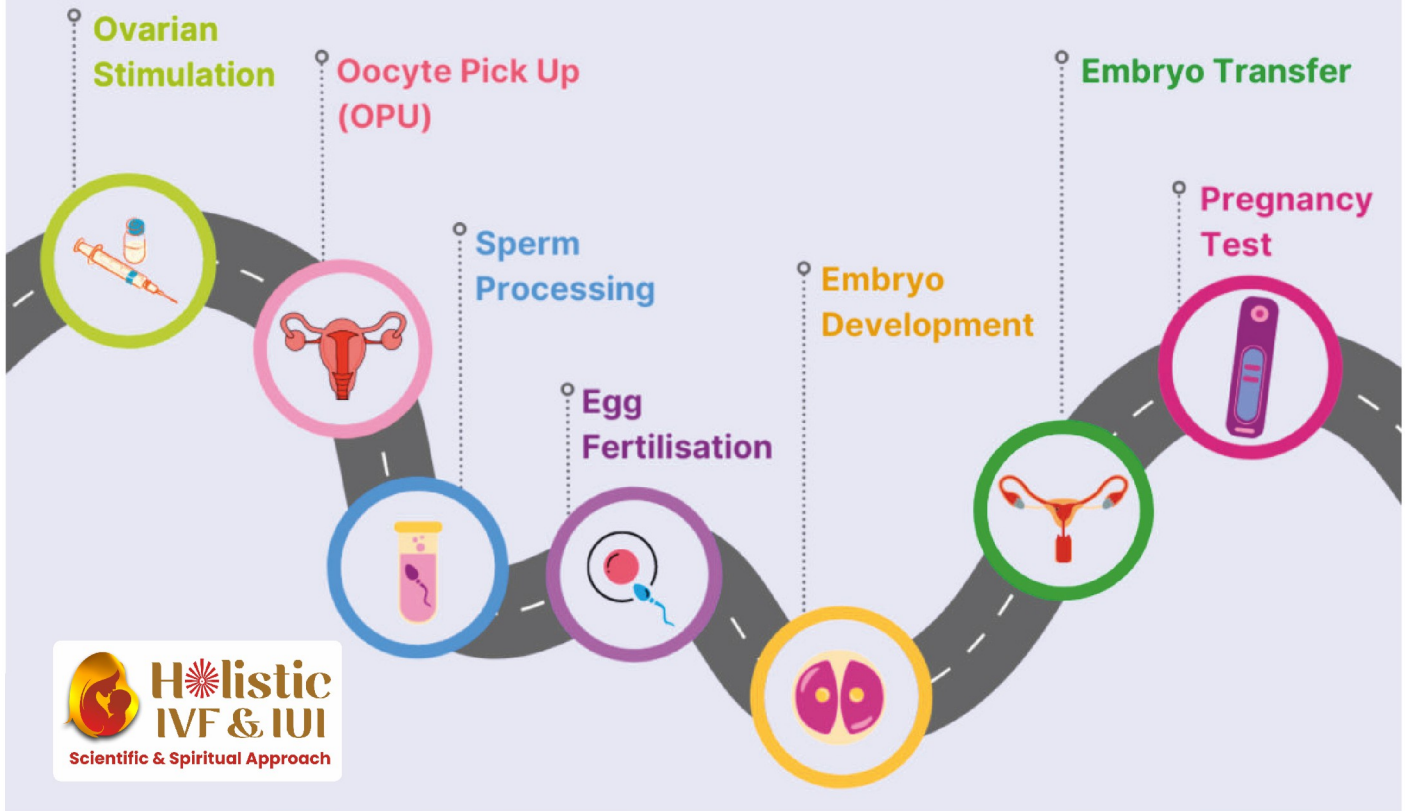 Ovarian
Stimulation
Oocyte Pick Up
(OPU)
Sperm
Processing
Egg
Fertilisation
Embryo
Development
Embryo Transfer
Pregnancy
Test
Holistic
IVF & IUI
Scientific & Spiritual Approach